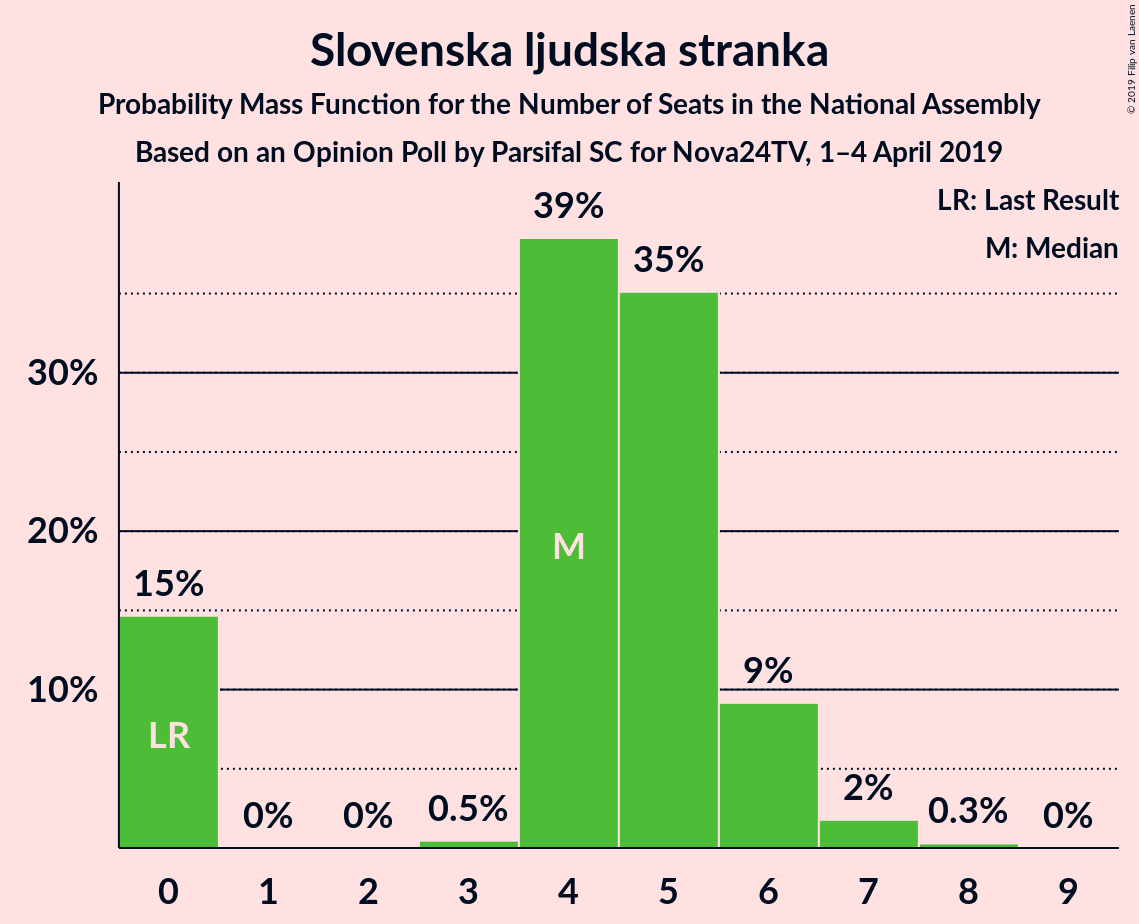 Slovenska ljudska stranka
Probability Mass Function for the Number of Seats in the National Assembly
Based on an Opinion Poll by Parsifal SC for Nova24TV, 1–4 April 2019
© 2019 Filip van Laenen
LR: Last Result
M: Median
39%
35%
30%
20%
15%
10%
9%
2%
0%
0%
0.5%
0.3%
0%
M
LR
0 1 2 3 4 5 6 7 8 9